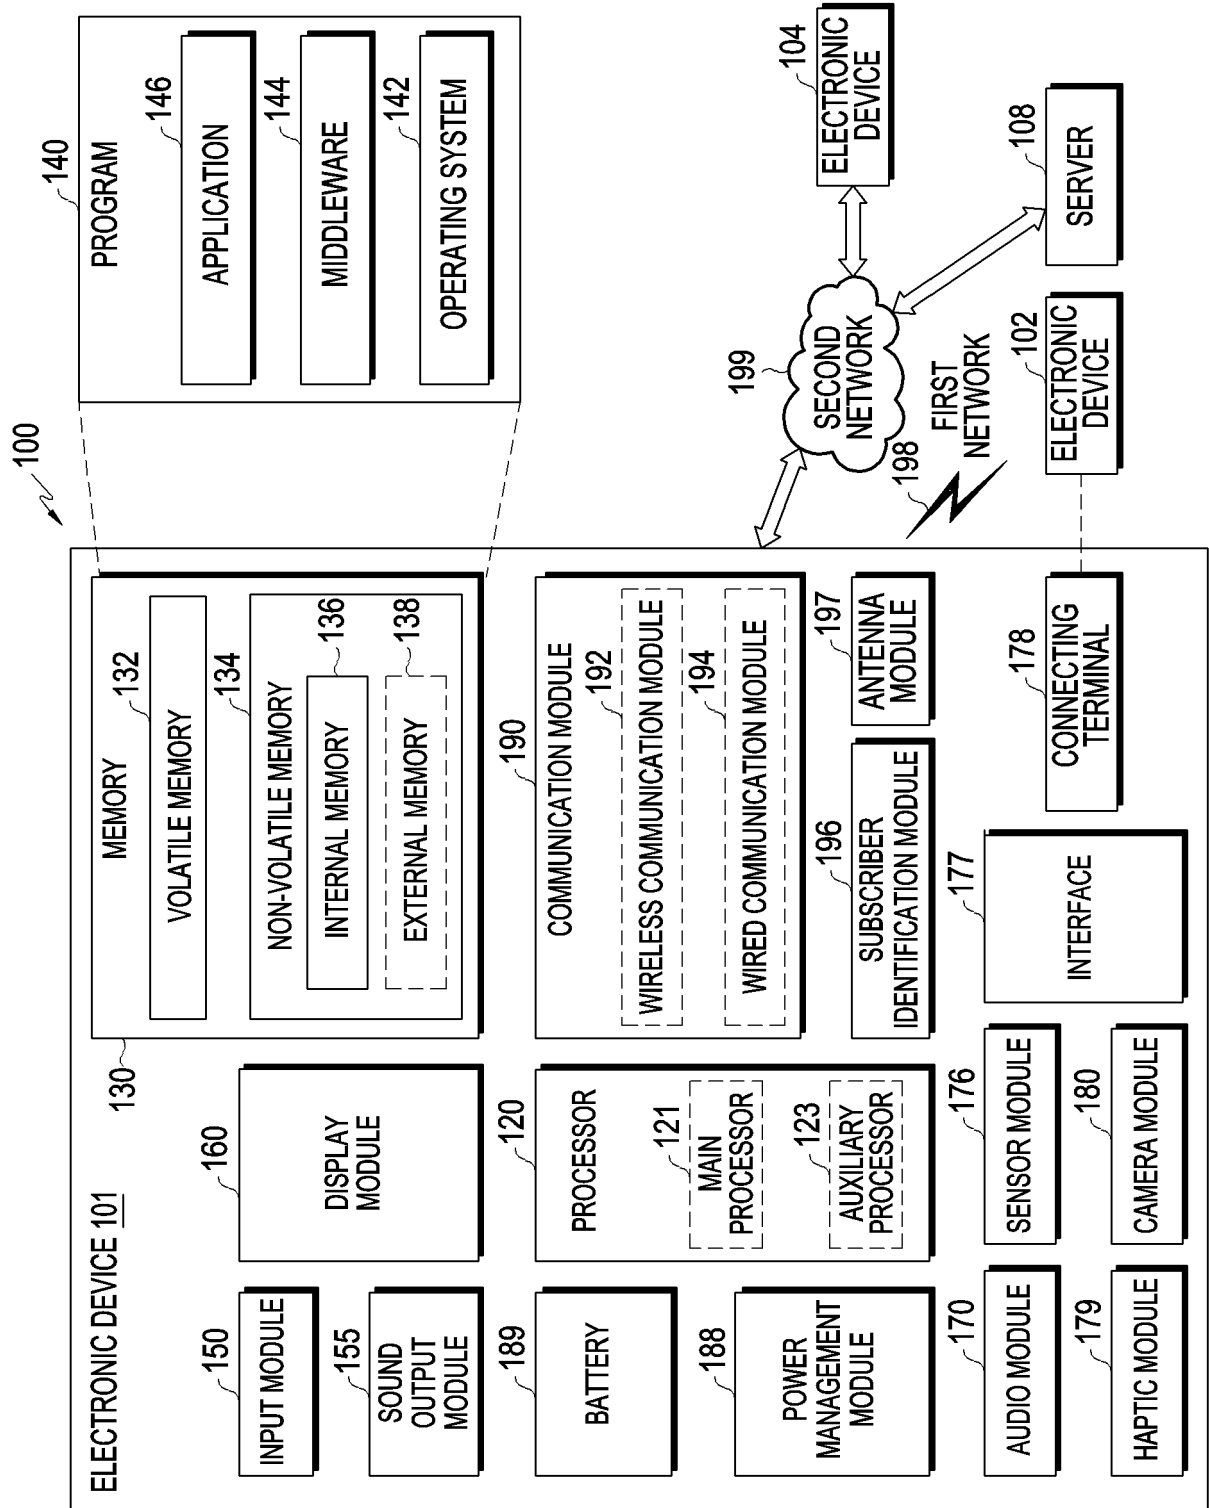 100
140
PROGRAM
146
APPLICATION
144
MIDDLEWARE
142
OPERATING SYSTEM
ELECTRONIC DEVICE 101
150
INPUT MODULE
155
SOUND
OUTPUT
MODULE
189
BATTERY
188
POWER
MANAGEMENT
MODULE
170
AUDIO MODULE
179
HAPTIC MODULE
160
DISPLAY
MODULE
120
PROCESSOR
121
MAIN
PROCESSOR
123
AUXILIARY
PROCESSOR
176
SENSOR MODULE
180
CAMERA MODULE
130
MEMORY
132
VOLATILE MEMORY
134
NON-VOLATILE MEMORY
136
INTERNAL MEMORY
138
EXTERNAL MEMORY
190
COMMUNICATION MODULE
192
WIRELESS COMMUNICATION MODULE
194
WIRED COMMUNICATION MODULE
196
SUBSCRIBER
IDENTIFICATION MODULE
197
ANTENNA
MODULE
177
INTERFACE
178
CONNECTING
TERMINAL
199
SECOND
NETWORK
198
FIRST
NETWORK
104
ELECTRONIC
DEVICE
108
SERVER
102
ELECTRONIC
DEVICE